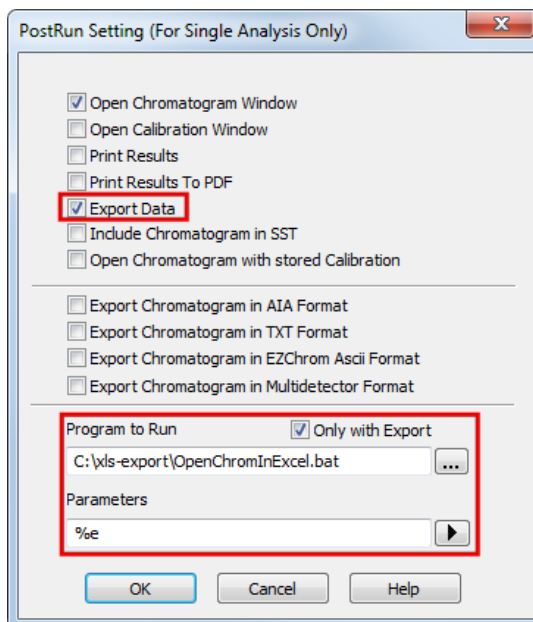 PostRun Setting (For Single Analysis Only)
Open Chromatogram Window
Open Calibration Window
Print Results
Print Results To PDF
Export Data
Include Chromatogram in SST
Open Chromatogram with stored Calibration
Export Chromatogram in AIA Format
Export Chromatogram in TXT Format
Export Chromatogram in EZChrom Ascii Format
Export Chromatogram in Multidetector Format
Program to Run Only with Export
C:\xls-export\OpenChromInExcel.bat ...
Parameters
%e
OK Cancel Help